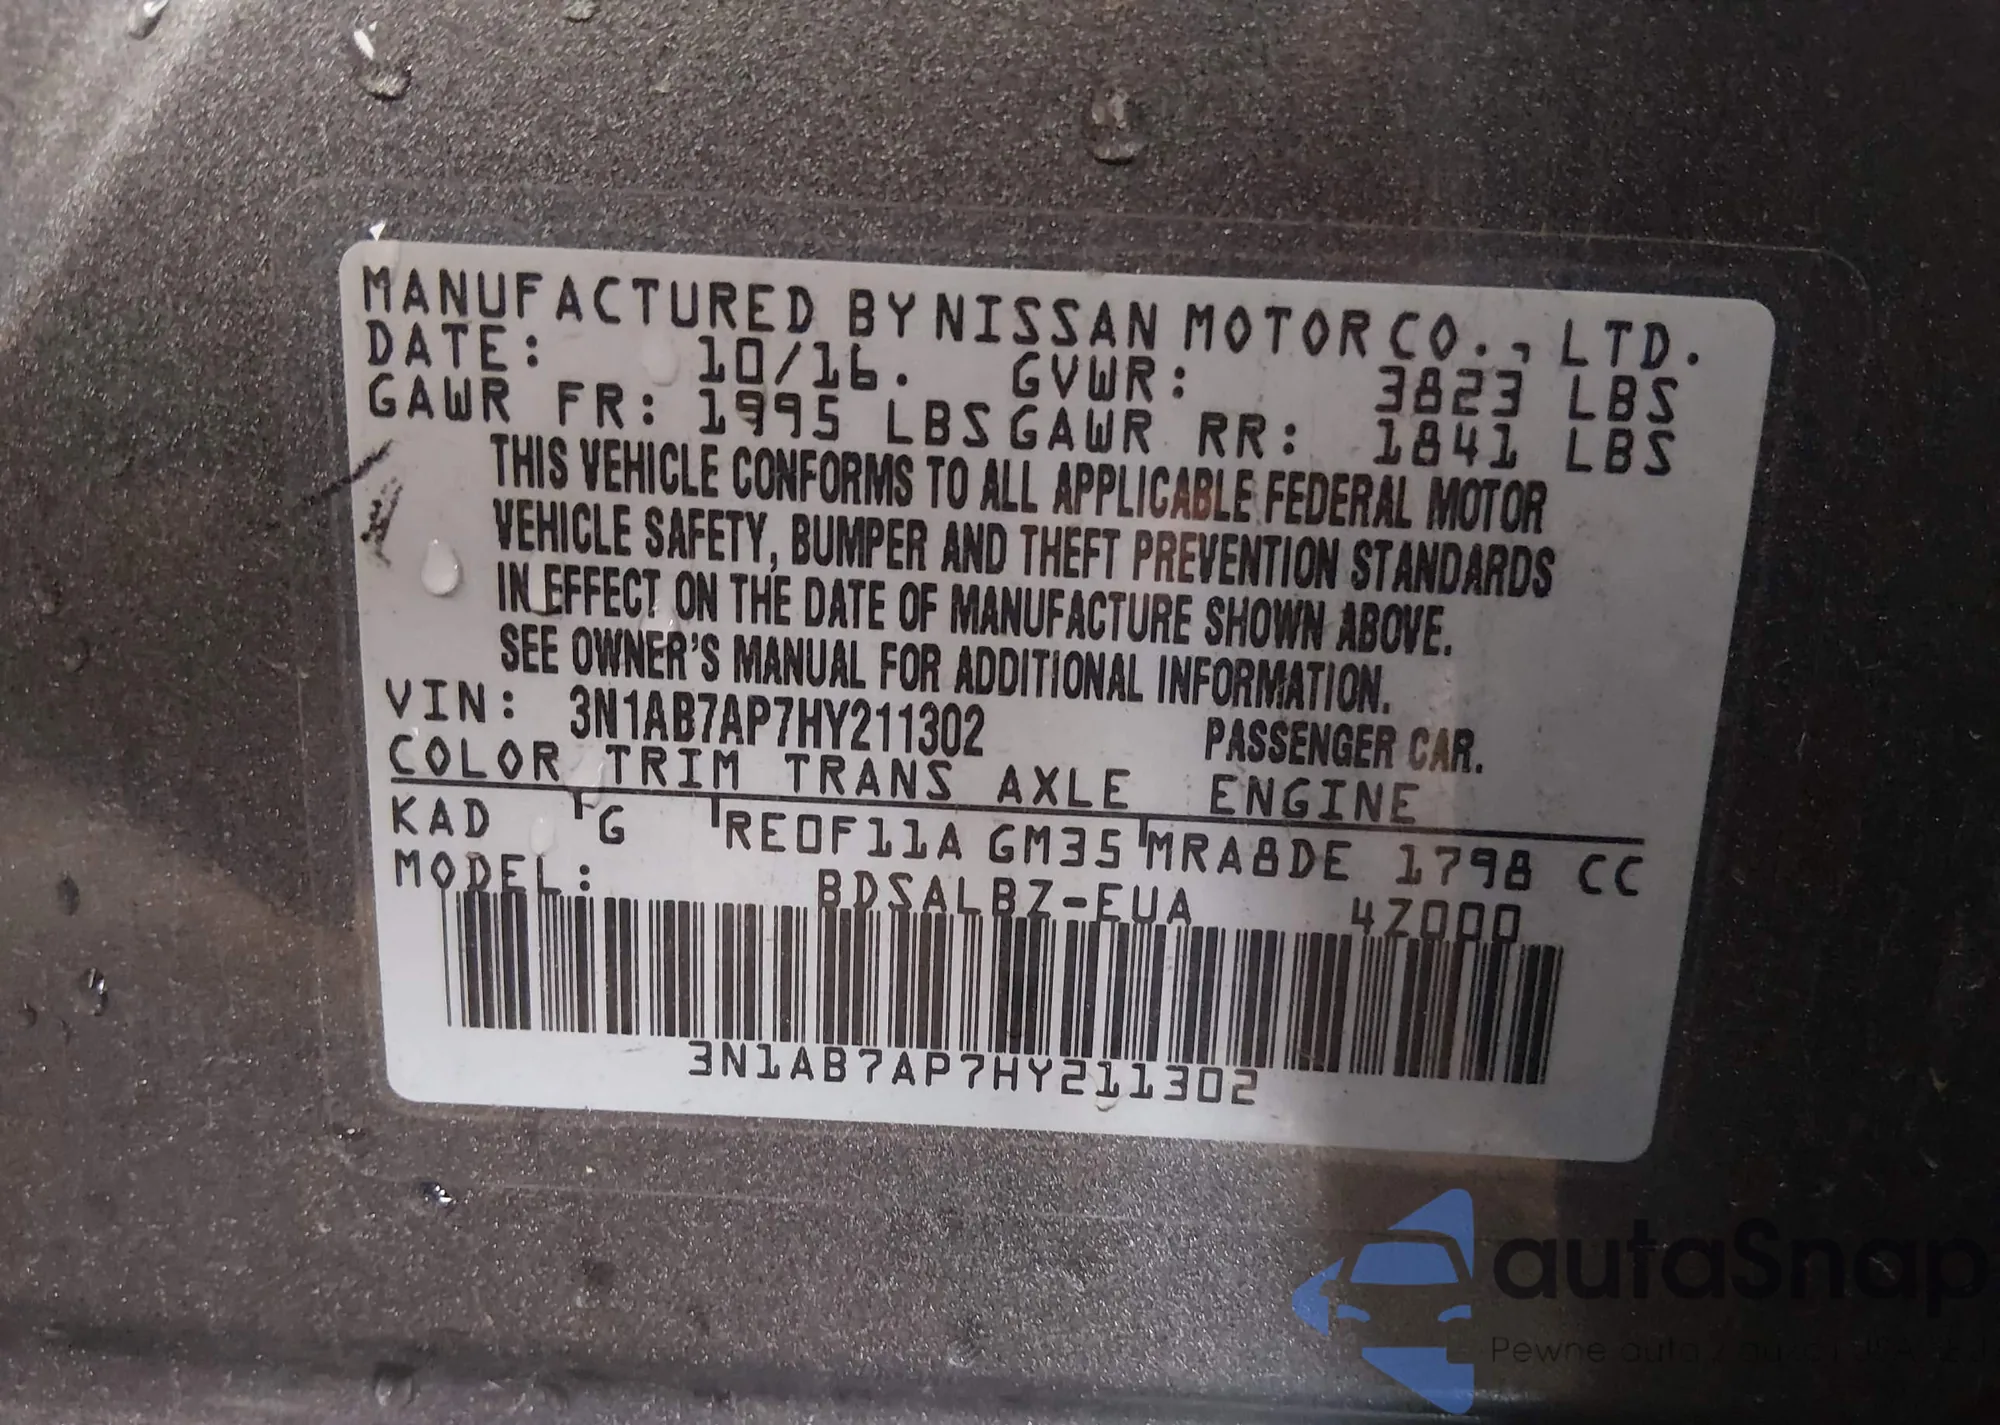 MANUFACTURED BY NISSAN MOTOR CO., LTD.
DATE: 10/16. GVWR: 3823 LBS
GAWR FR: 1995 LBS GAWR RR: 1841 LBS
THIS VEHICLE CONFORMS TO ALL APPLICABLE FEDERAL MOTOR
VEHICLE SAFETY, BUMPER AND THEFT PREVENTION STANDARDS
IN EFFECT ON THE DATE OF MANUFACTURE SHOWN ABOVE.
SEE OWNER'S MANUAL FOR ADDITIONAL INFORMATION.
VIN: 3N1AB7AP7HY211302 PASSENGER CAR.
COLOR TRIM TRANS AXLE ENGINE
KAD G RE0F11A GM35 MRA8DE 1798 CC
MODEL: BDSALBZ-EUA 4Z000
3N1AB7AP7HY211302
autaSnap
Pewne auta z